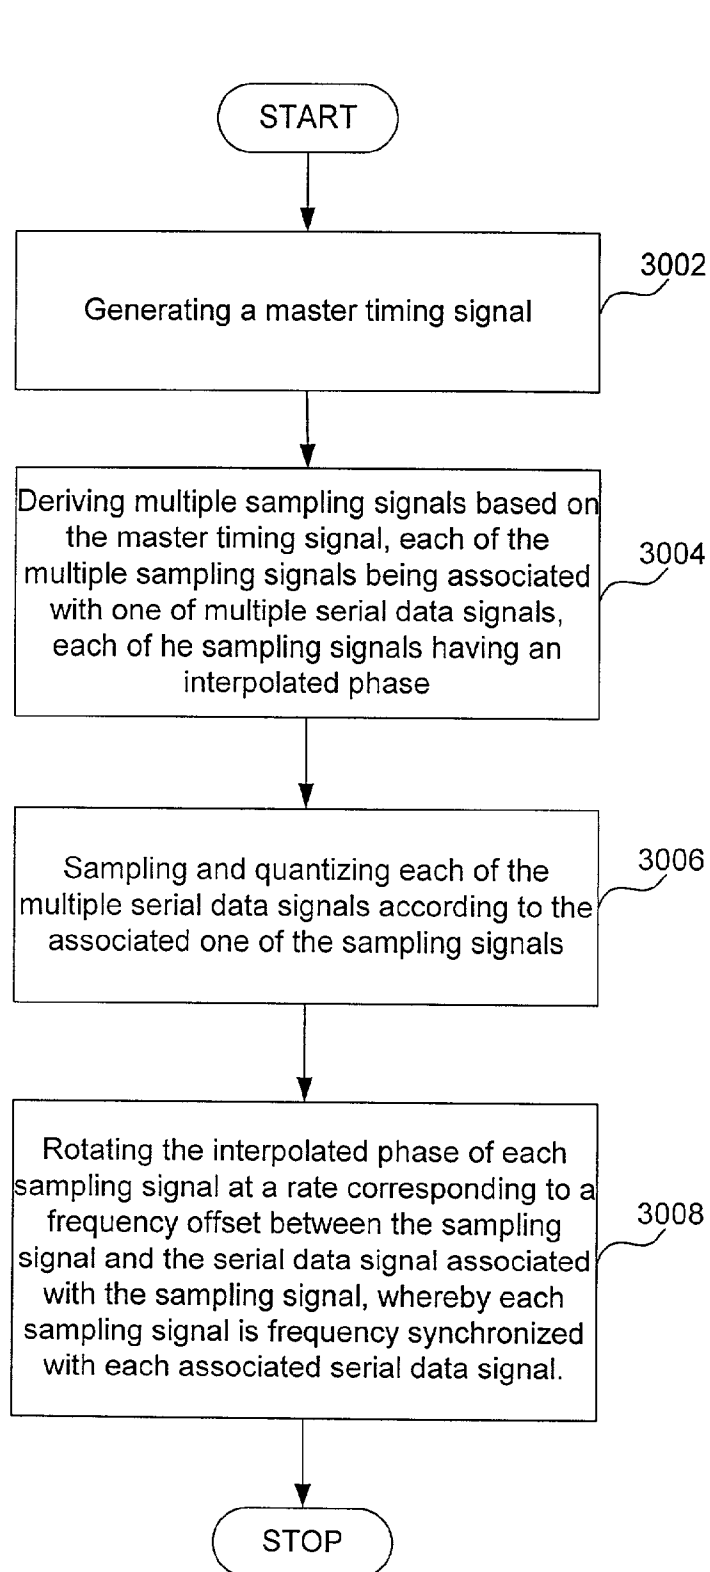 START
3002
Generating a master timing signal
Deriving multiple sampling signals based on
the master timing signal, each of the
3004
multiple sampling signals being associated
with one of multiple serial data signals,
each of he sampling signals having an
interpolated phase
3006
Sampling and quantizing each of the
multiple serial data signals according to the
associated one of the sampling signals
Rotating the interpolated phase of each
sampling signal at a rate corresponding to a
3008
frequency offset between the sampling
signal and the serial data signal associated
with the sampling signal, whereby each
sampling signal is frequency synchronized
with each associated serial data signal.
STOP